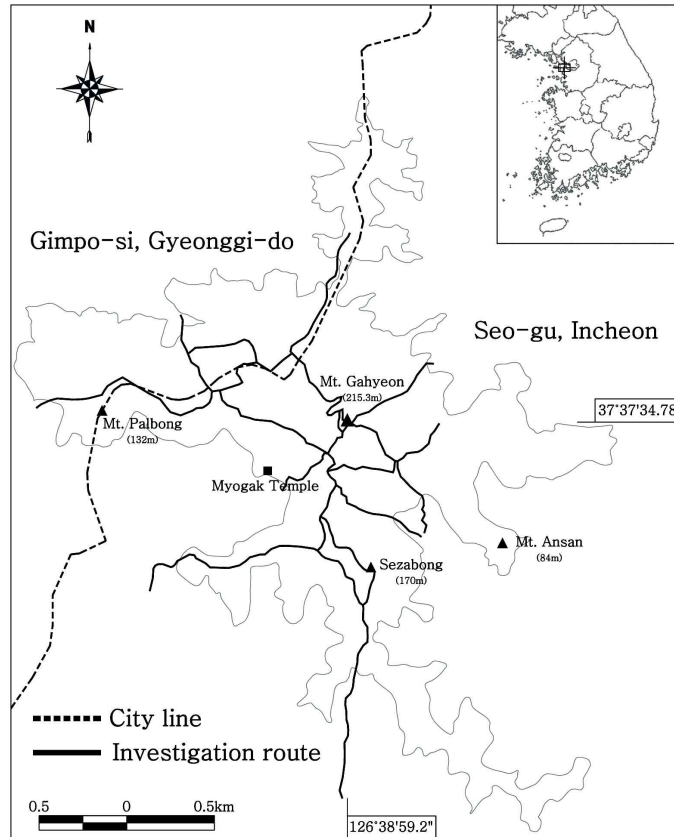 N
Gimpo-si, Gyeonggi-do
Seo-gu, Incheon
Mt. Gahyeon
(215.3m)
37°37'34.78
Mt. Palbong
(132m)
Myogak Temple
Mt. Ansan
(84m)
Sezabong
(170m)
City line
Investigation route
0.5 0 0.5km
126°38'59.2"